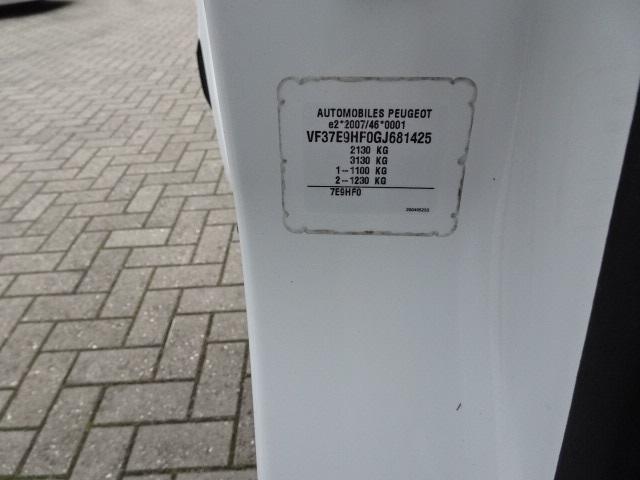 AUTOMOBILES PEUGEOT
e2*2007/46*0001
VF37E9HF0GJ681425
2130 KG
3130 KG
1-1100 KG
2-1230 KG
7E9HF0